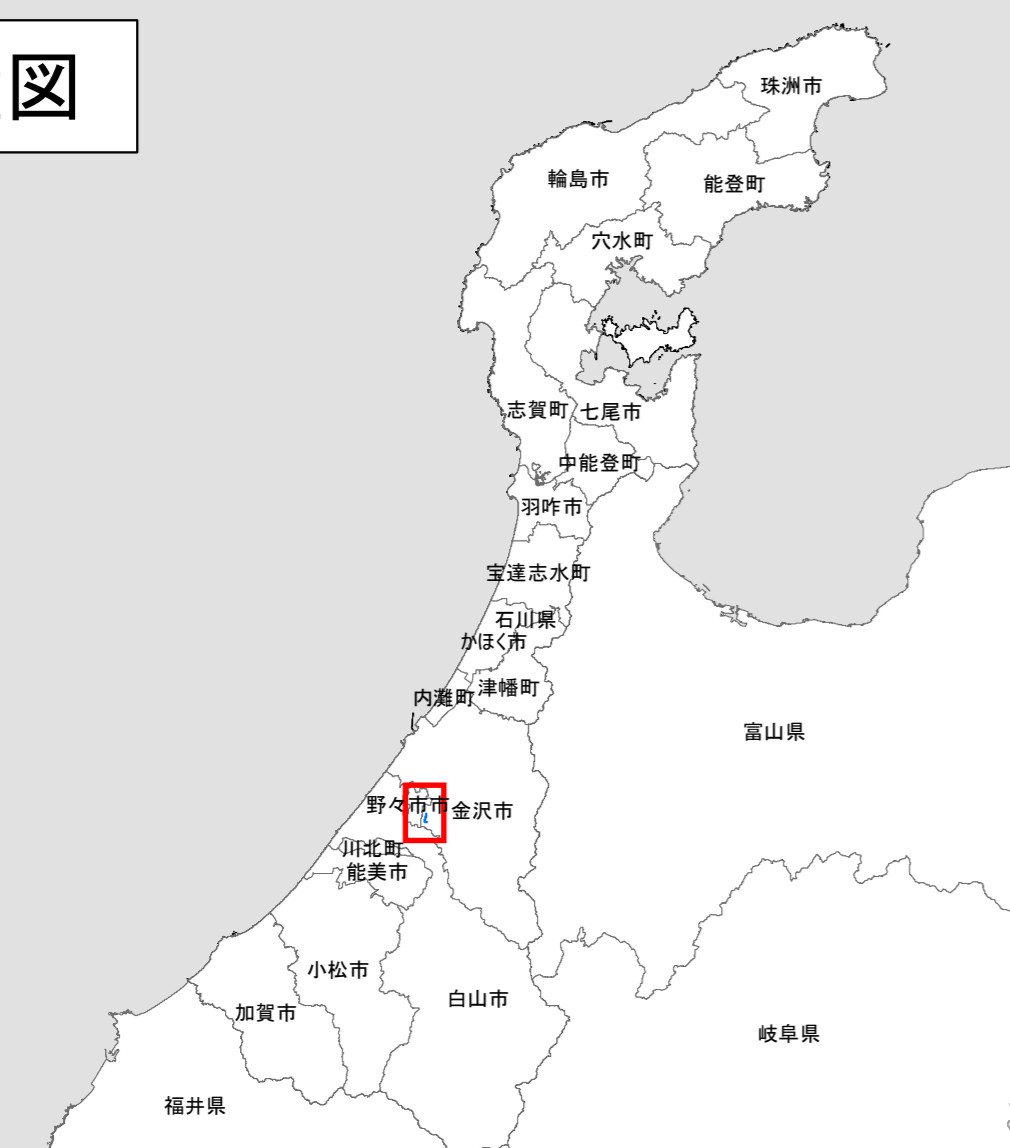 図
珠洲市
輪島市
能登町
穴水町
志賀町
七尾市
中能登町
羽咋市
宝達志水町
石川県
かほく市
津幡町
内灘町
富山県
野々市市
金沢市
川北町
能美市
小松市
白山市
加賀市
岐阜県
福井県